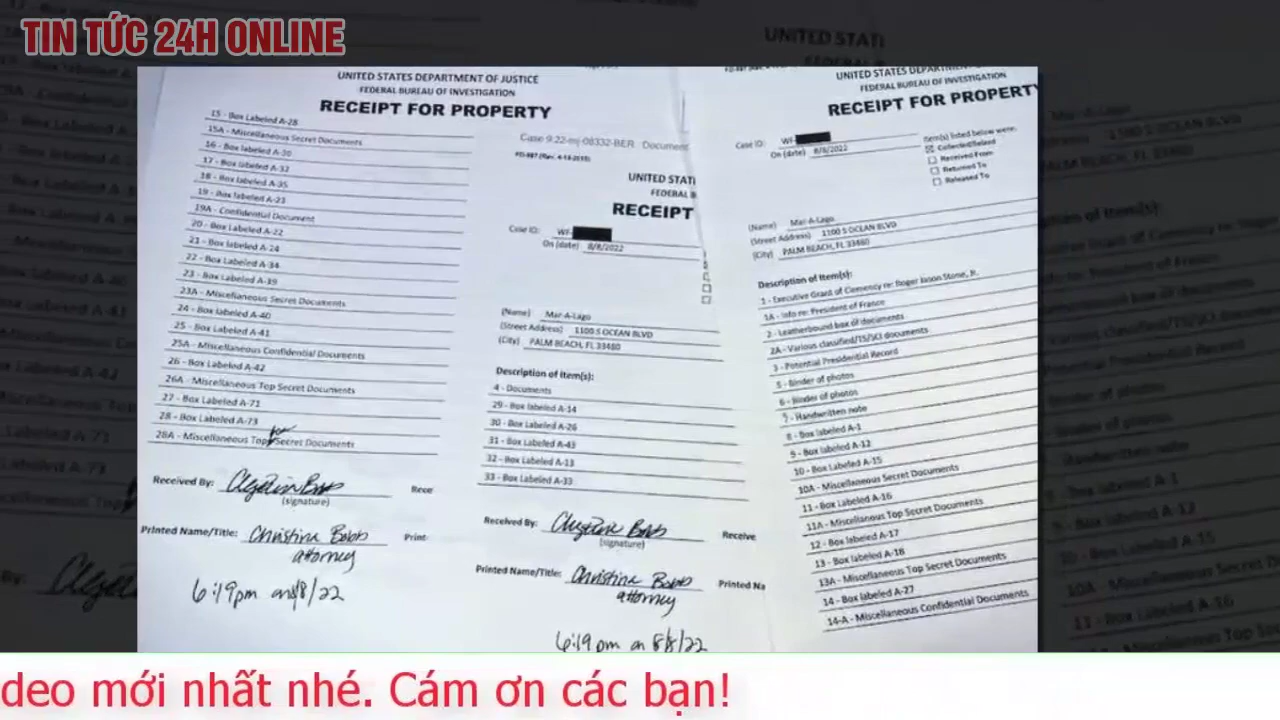 TIN TỨC 24H ONLINE
UNITED STATES DEPARTMENT OF JUSTICE
FEDERAL BUREAU OF INVESTIGATION
RECEIPT FOR PROPERTY
15 - Box Labeled A-28
15A - Miscellaneous Secret Documents
16 - Box labeled A-30
17 - Box labeled A-32
18 - Box labeled A-35
19 - Box labeled A-23
19A - Confidential Document
20 - Box Labeled A-22
21 - Box labeled A-24
22 - Box Labeled A-34
23 - Box Labeled A-39
23A - Miscellaneous Secret Documents
24 - Box Labeled A-40
25 - Box Labeled A-41
25A - Miscellaneous Confidential Documents
26 - Box Labeled A-42
26A - Miscellaneous Top Secret Documents
27 - Box Labeled A-71
28 - Box Labeled A-73
28A - Miscellaneous Top Secret Documents
Received By:
(signature)
Rece
Printed Name/Title: Christina Bobb
attorney
Print
6:19pm on 8/8/22
Case 9:22-mj-08332-BER Document
FD-597 (Rev. 4-13-2015)
UNITED STATI
FEDERAL B
RECEIPT
Case ID: WF-
On (date) 8/8/2022
(Name) Mar-A-Lago
(Street Address) 1100 S OCEAN BLVD
(City) PALM BEACH, FL 33480
Description of Item(s):
4 - Documents
29 - Box labeled A-14
30 - Box Labeled A-26
31 - Box Labeled A-43
32 - Box Labeled A-13
33 - Box Labeled A-33
Received By:
(signature)
Receive
Printed Name/Title: Christina Bobb
attorney
Printed Na
6:19 pm on 8/8/22
UNITED STATES DEPARTM
FEDERAL BUREAU OF INVESTIGATION
RECEIPT FOR PROPERTY
Case ID: WF-
On (date) 8/8/2022
Item(s) listed below were:
Collected/Seized
Received From
Returned To
Released To
(Name) Mar-A-Lago
(Street Address) 1100 S OCEAN BLVD
(City) PALM BEACH, FL 33480
Description of Item(s):
1 - Executive Grant of Clemency re: Roger Jason Stone, Jr.
1A - Info re: President of France
2 - Leatherbound box of documents
2A - Various classified/TS/SCI documents
3 - Potential Presidential Record
5 - Binder of photos
6 - Binder of photos
7 - Handwritten note
8 - Box labeled A-1
9 - Box labeled A-12
10 - Box Labeled A-15
10A - Miscellaneous Secret Documents
11 - Box Labeled A-16
11A - Miscellaneous Top Secret Documents
12 - Box labeled A-17
13 - Box labeled A-18
13A - Miscellaneous Top Secret Documents
14 - Box labeled A-27
14-A - Miscellaneous Confidential Documents
deo mới nhất nhé. Cám ơn các bạn!